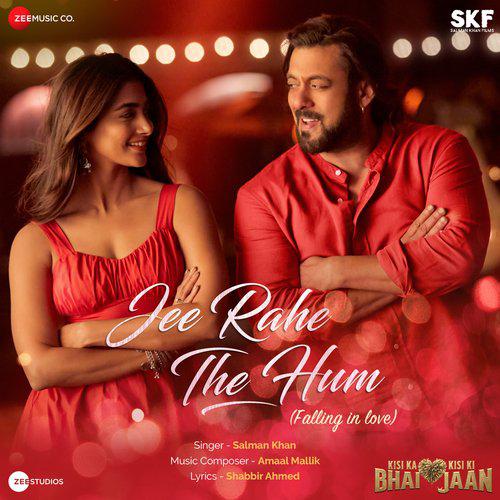 ZEEMUSIC CO.
SKF
SALMAN KHAN FILMS
Jee Rahe
The Hum
(Falling in love)
Singer - Salman Khan
Music Composer - Amaal Mallik
Lyrics - Shabbir Ahmed
ZEESTUDIOS
KISI KA KISI KI
BHAI JAAN